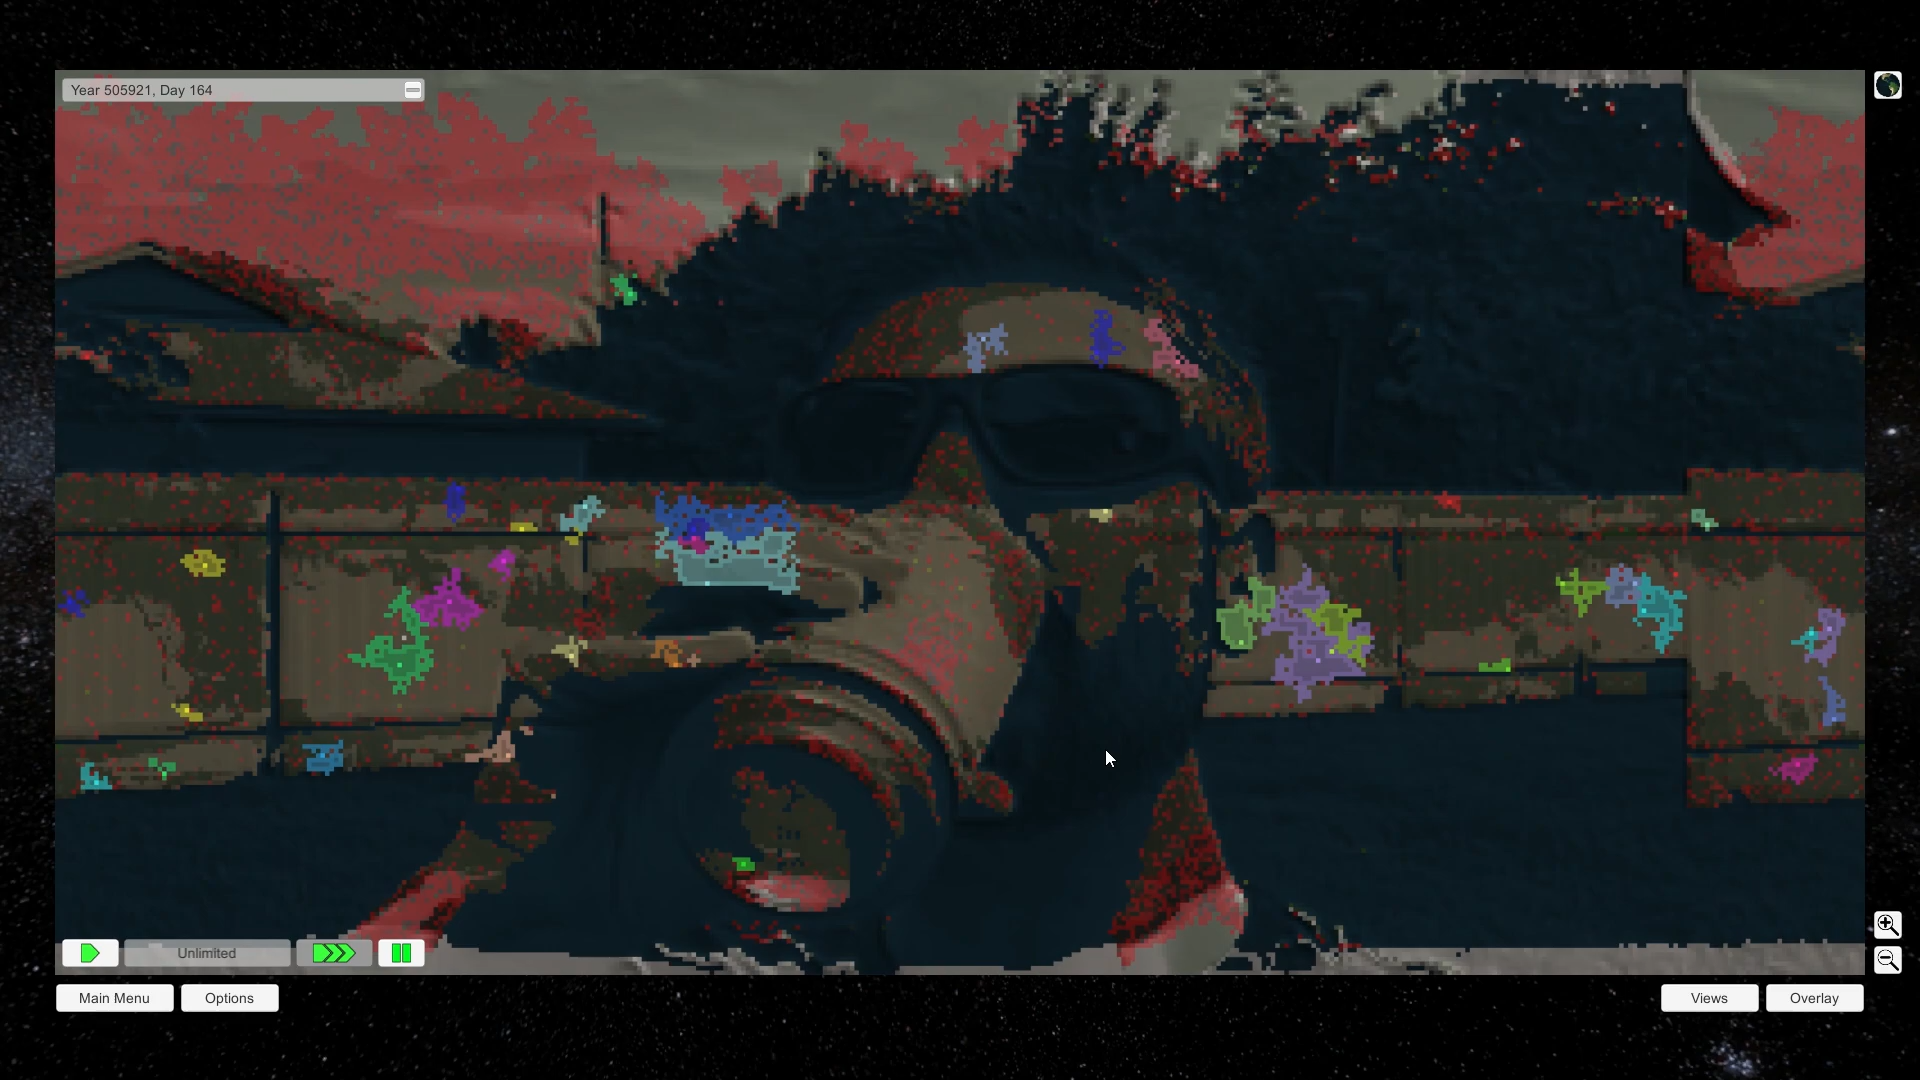 Year 505921, Day 164
Unlimited
Main Menu
Options
Views
Overlay